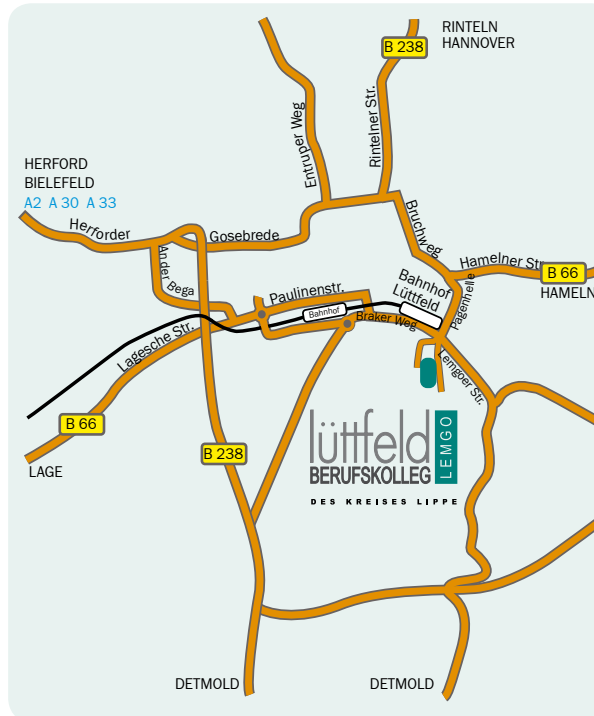 RINTELN
HANNOVER
B 238
Entruper Weg
Rintelner Str.
HERFORD
BIELEFELD
A2 A 30 A 33
Herforder
Gosebrede
Bruchweg
An der Bega
Hamelner Str.
B 66
HAMELN
Bahnhof
Lüttfeld
Pagenhelle
Paulinenstr.
Bahnhof
Braker Weg
Lagesche Str.
Lemgoer Str.
B 66
LAGE
B 238
lüttfeld
BERUFSKOLLEG
LEMGO
DES KREISES LIPPE
DETMOLD
DETMOLD